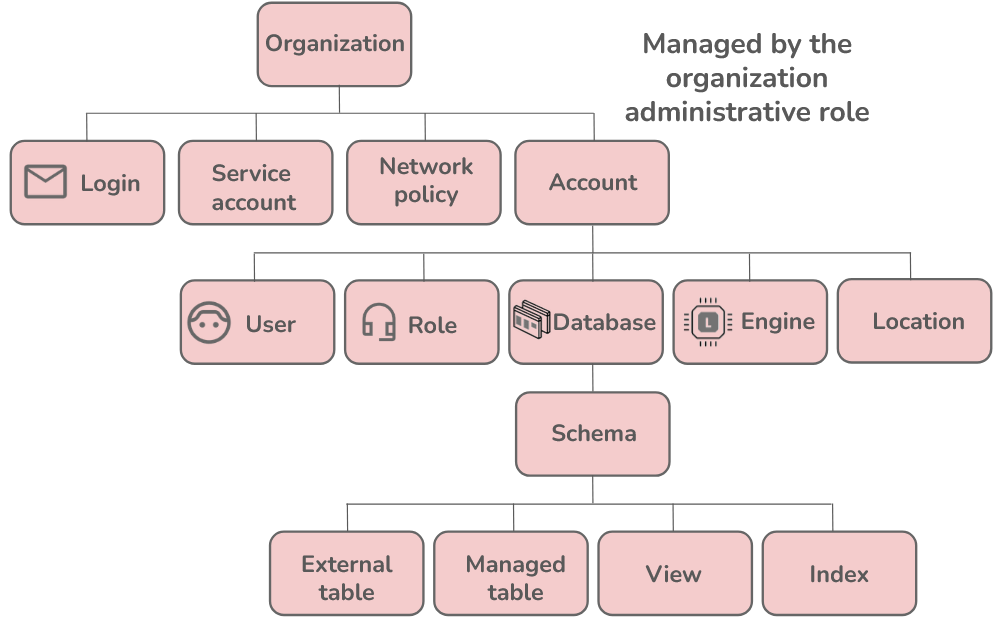 Organization
Managed by the
organization
administrative role
Login
Service
account
Network
policy
Account
User
Role
Database
L
Engine
Location
Schema
External
table
Managed
table
View
Index